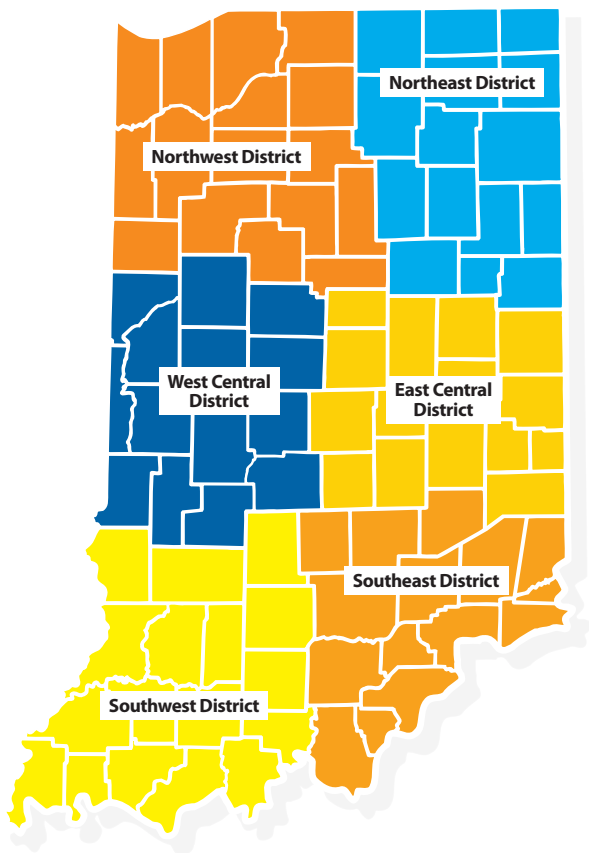 Northeast District
Northwest District
West Central
District
East Central
District
Southeast District
Southwest District